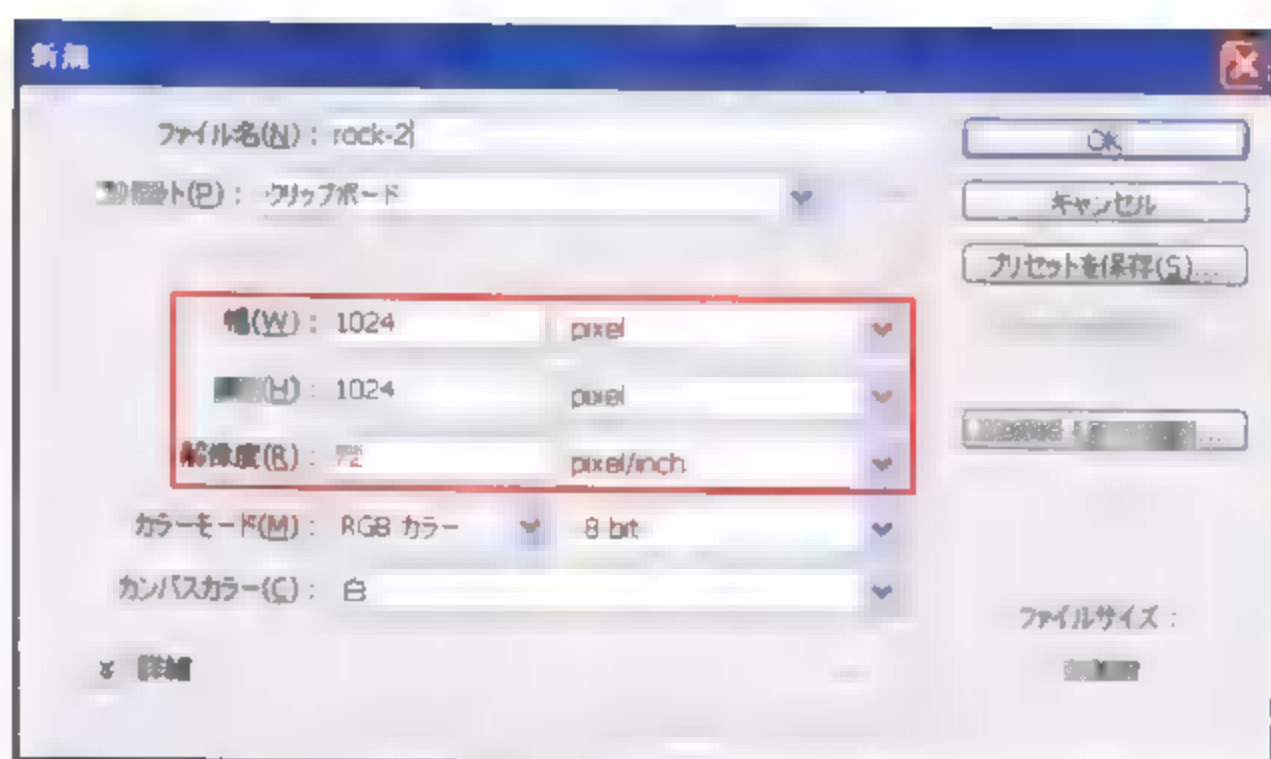 新規
ファイル名(N): rock-2
クリップボード
(W): 1024 pixel
(H): 1024 pixel
解像度(R): 72 pixel/inch
カラーモード(M): RGB カラー 8 bit
カンバスカラー(C): 白
OK
キャンセル
プリセットを保存(S)...
ファイルサイズ: